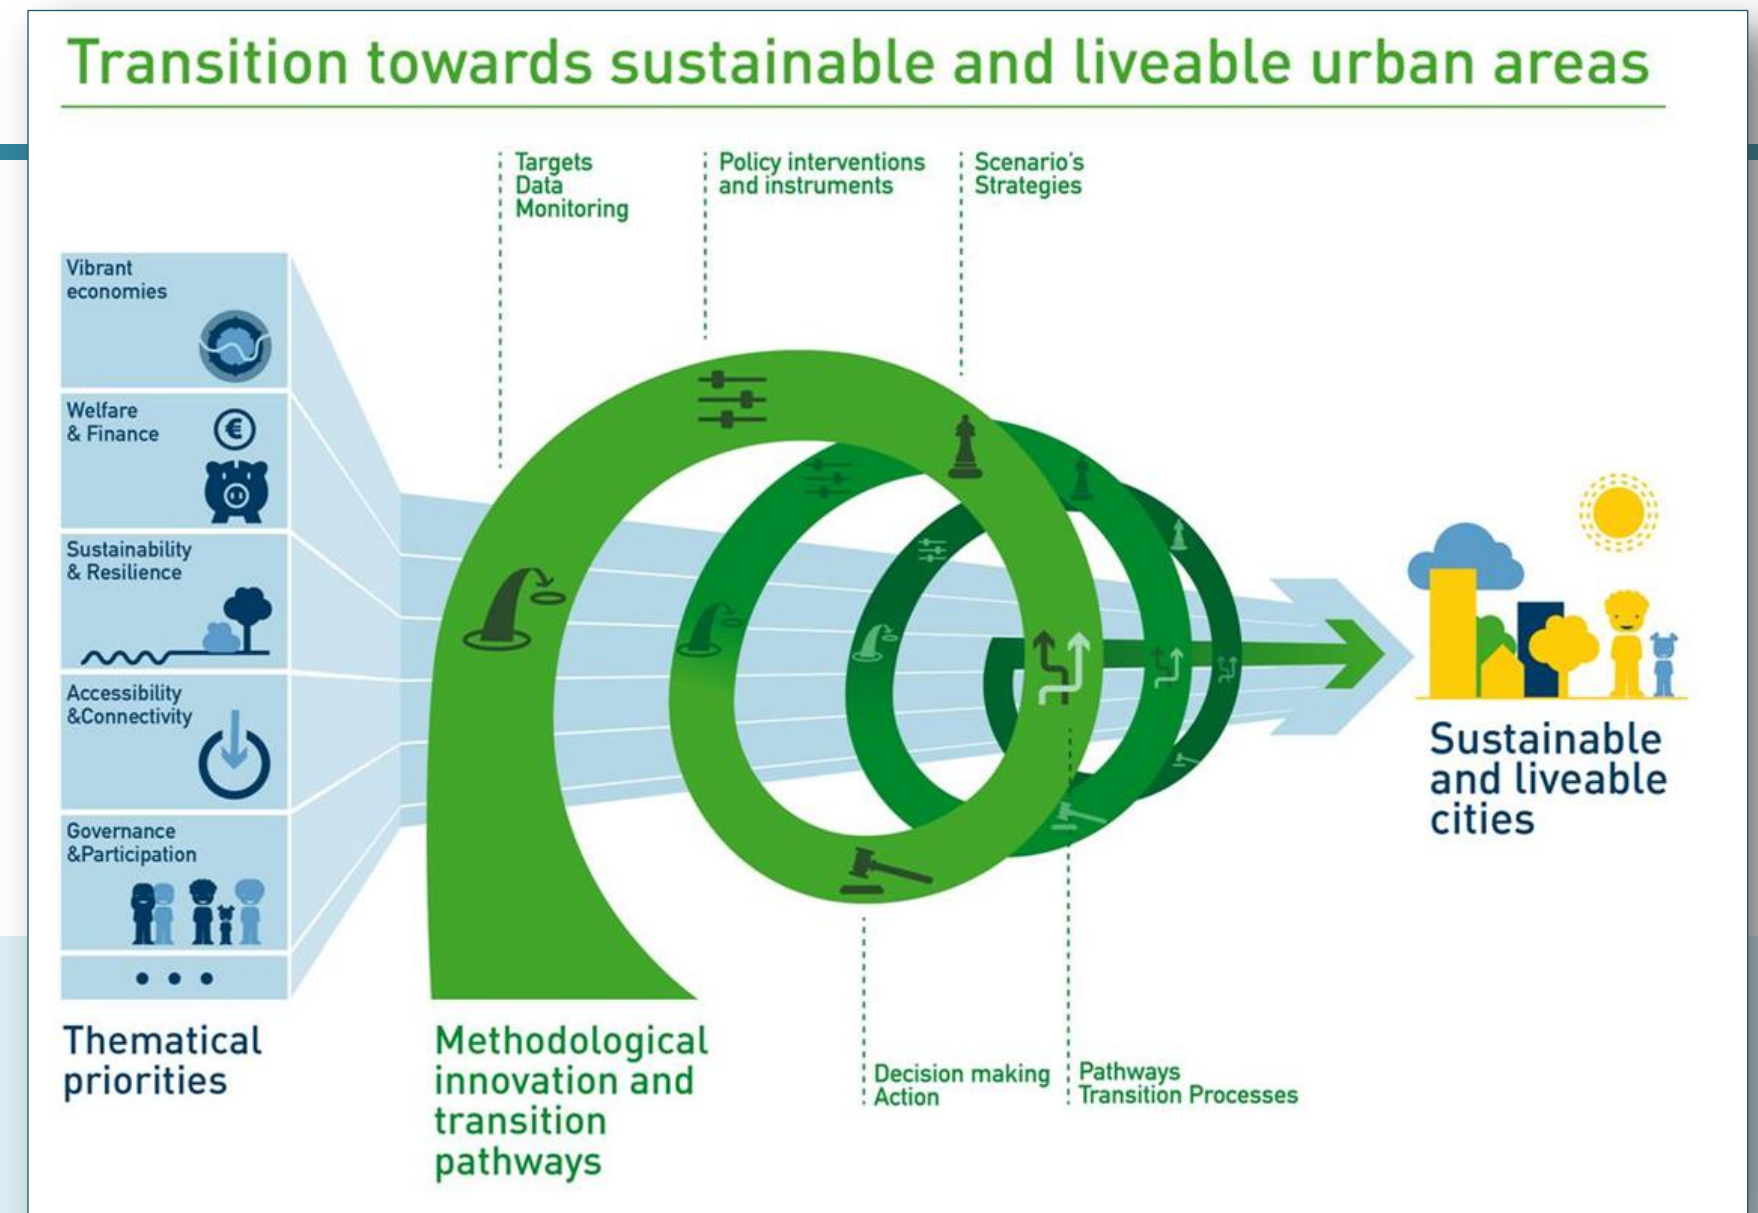 Transition towards sustainable and liveable urban areas
Targets
Data
Monitoring
Policy interventions
and instruments
Scenario's
Strategies
Vibrant
economies
Welfare
& Finance
€
Sustainability
& Resilience
Accessibility
&Connectivity
Governance
&Participation
Thematical
priorities
Methodological
innovation and
transition
pathways
Decision making
Action
Pathways
Transition Processes
Sustainable
and liveable
cities